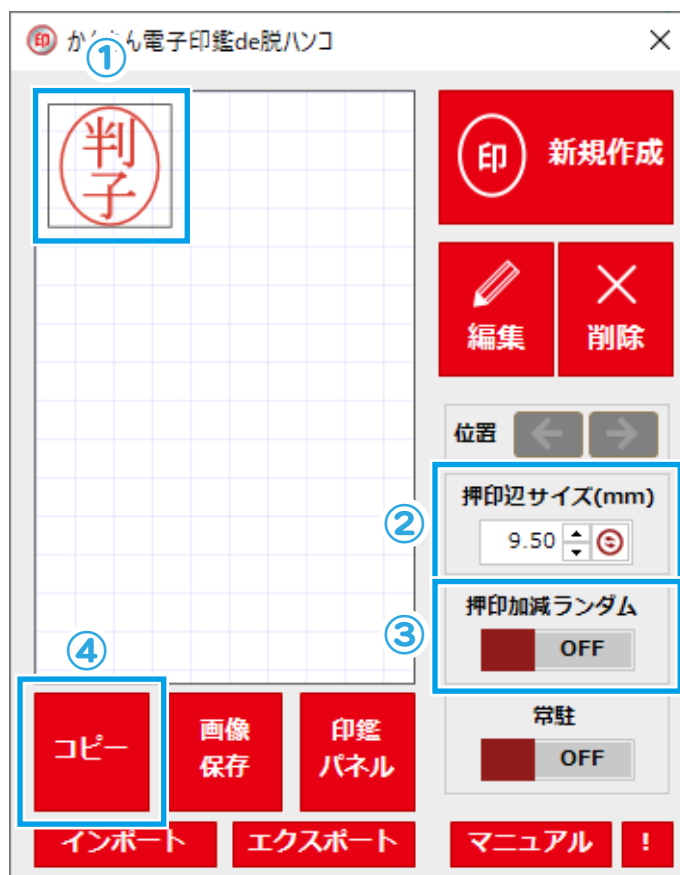 印 かんたん電子印鑑de脱ハンコ
①
判
子
印 新規作成
編集
削除
位置
②
押印辺サイズ(mm)
9.50
③
押印加減ランダム
OFF
常駐
OFF
④
コピー
画像
保存
印鑑
パネル
インポート
エクスポート
マニュアル
!